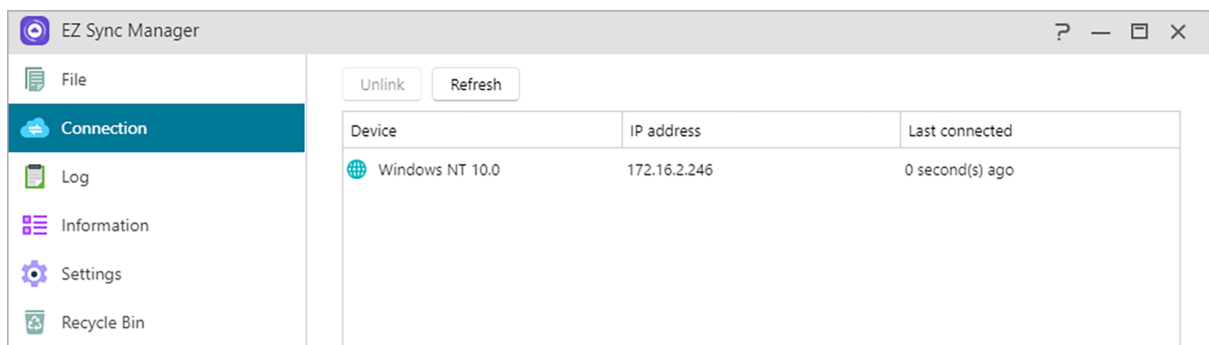 EZ Sync Manager
File
Connection
Log
Information
Settings
Recycle Bin
Unlink Refresh
Device IP address Last connected
Windows NT 10.0 172.16.2.246 0 second(s) ago